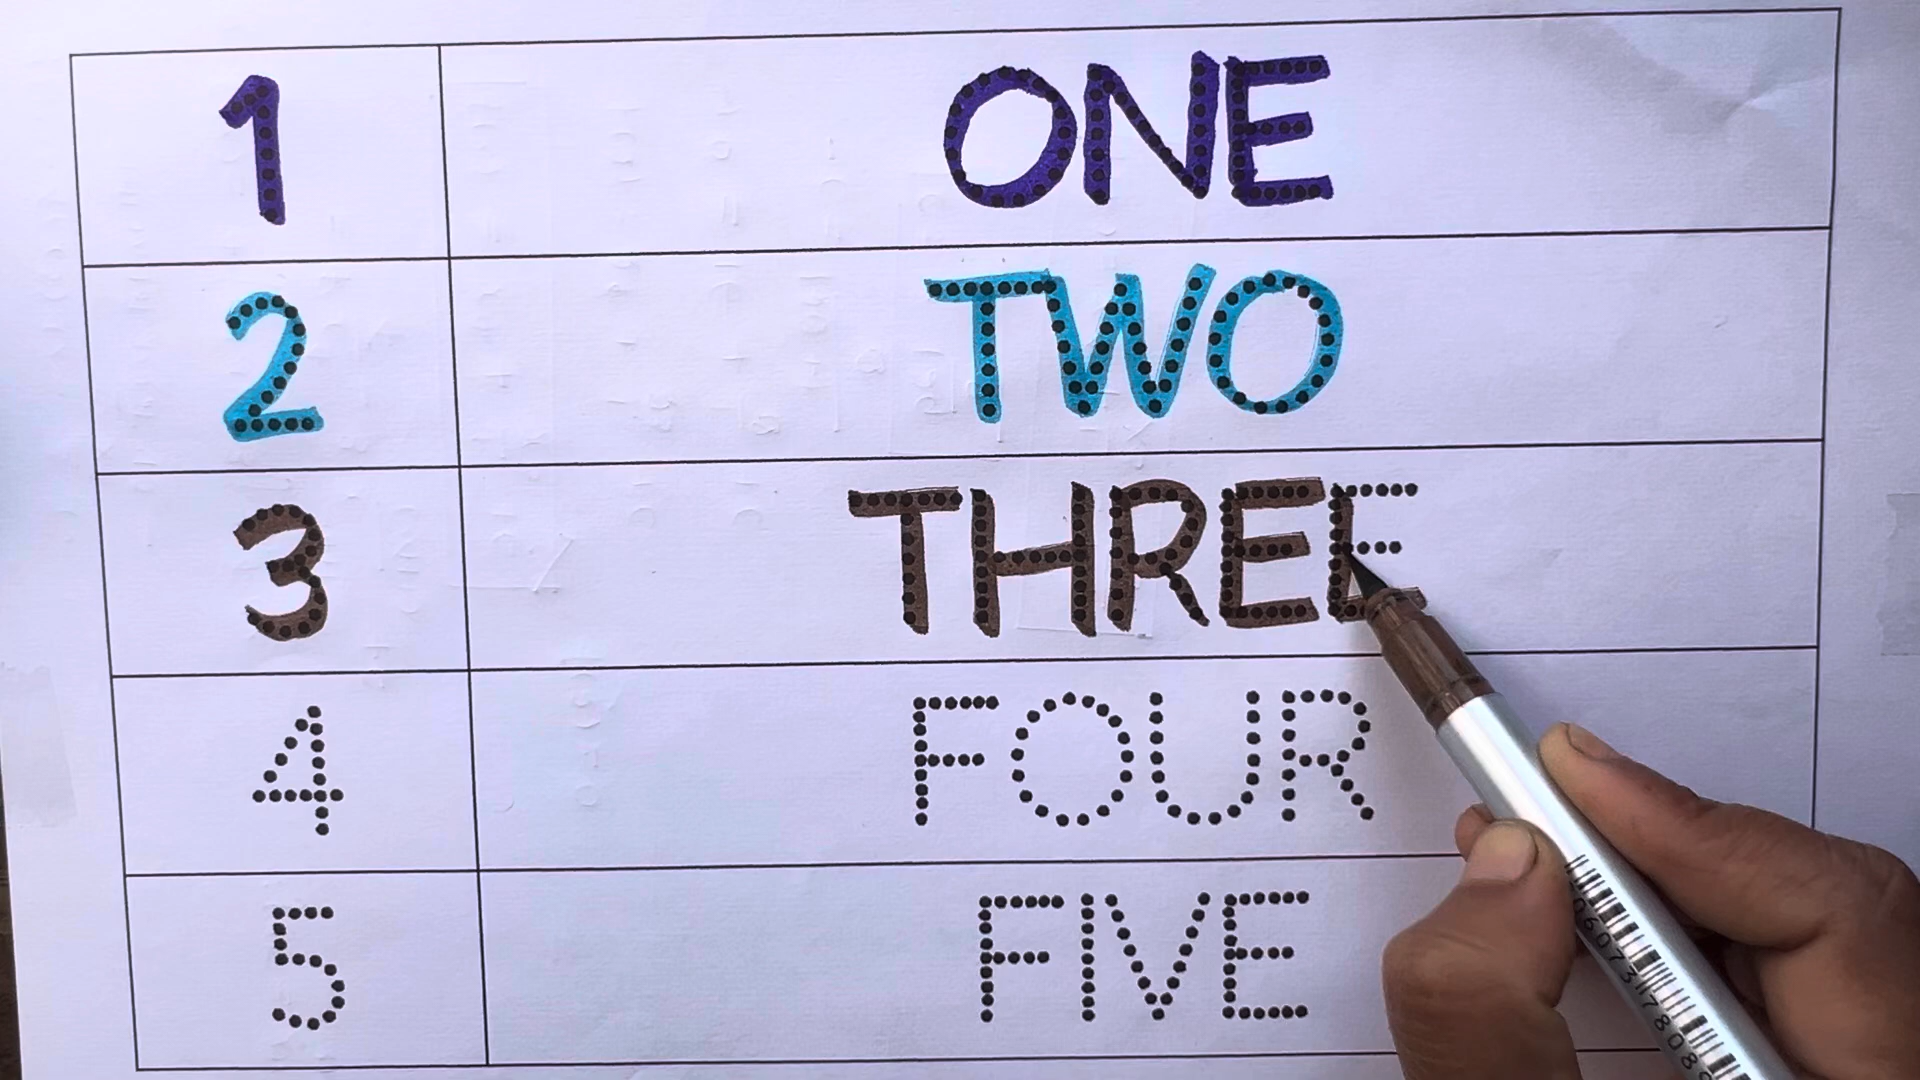 1 ONE
2 TWO
3 THREE
4 FOUR
5 FIVE